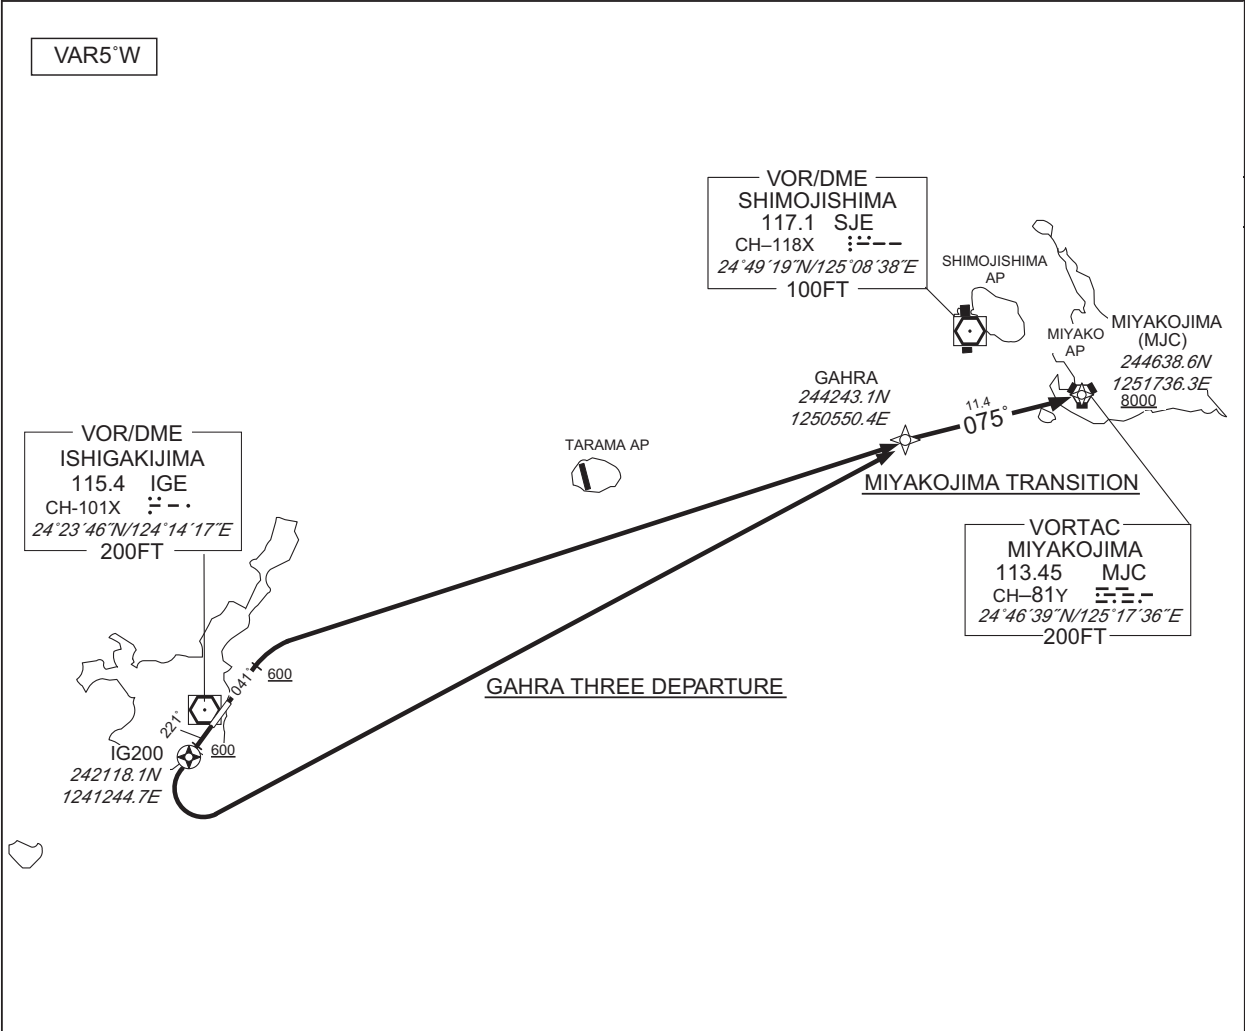 VAR5˚W
VOR/DME
SHIMOJISHIMA
117.1 SJE
CH–118X
24˚49´19˝N/125˚08´38˝E
100FT
SHIMOJISHIMA
AP
MIYAKO
AP
MIYAKOJIMA
(MJC)
244638.6N
1251736.3E
8000
GAHRA
244243.1N
1250550.4E
11.4
075˚
TARAMA AP
MIYAKOJIMA TRANSITION
VOR/DME
ISHIGAKIJIMA
115.4 IGE
CH-101X
24˚23´46˝N/124˚14´17˝E
200FT
VORTAC
MIYAKOJIMA
113.45 MJC
CH–81Y
24˚46´39˝N/125˚17´36˝E
200FT
041˚
600
GAHRA THREE DEPARTURE
221˚
600
IG200
242118.1N
1241244.7E